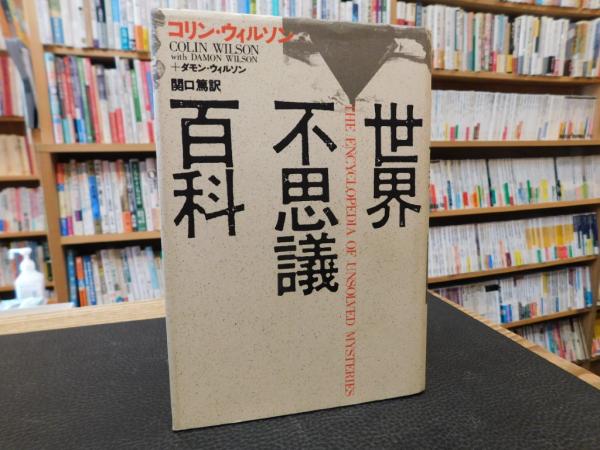 コリン・ウィルソン
COLIN WILSON
with DAMON WILSON
+ダモン・ウィルソン
関口篤訳
世界
不思議
百科
THE ENCYCLOPEDIA OF UNSOLVED MYSTERIES